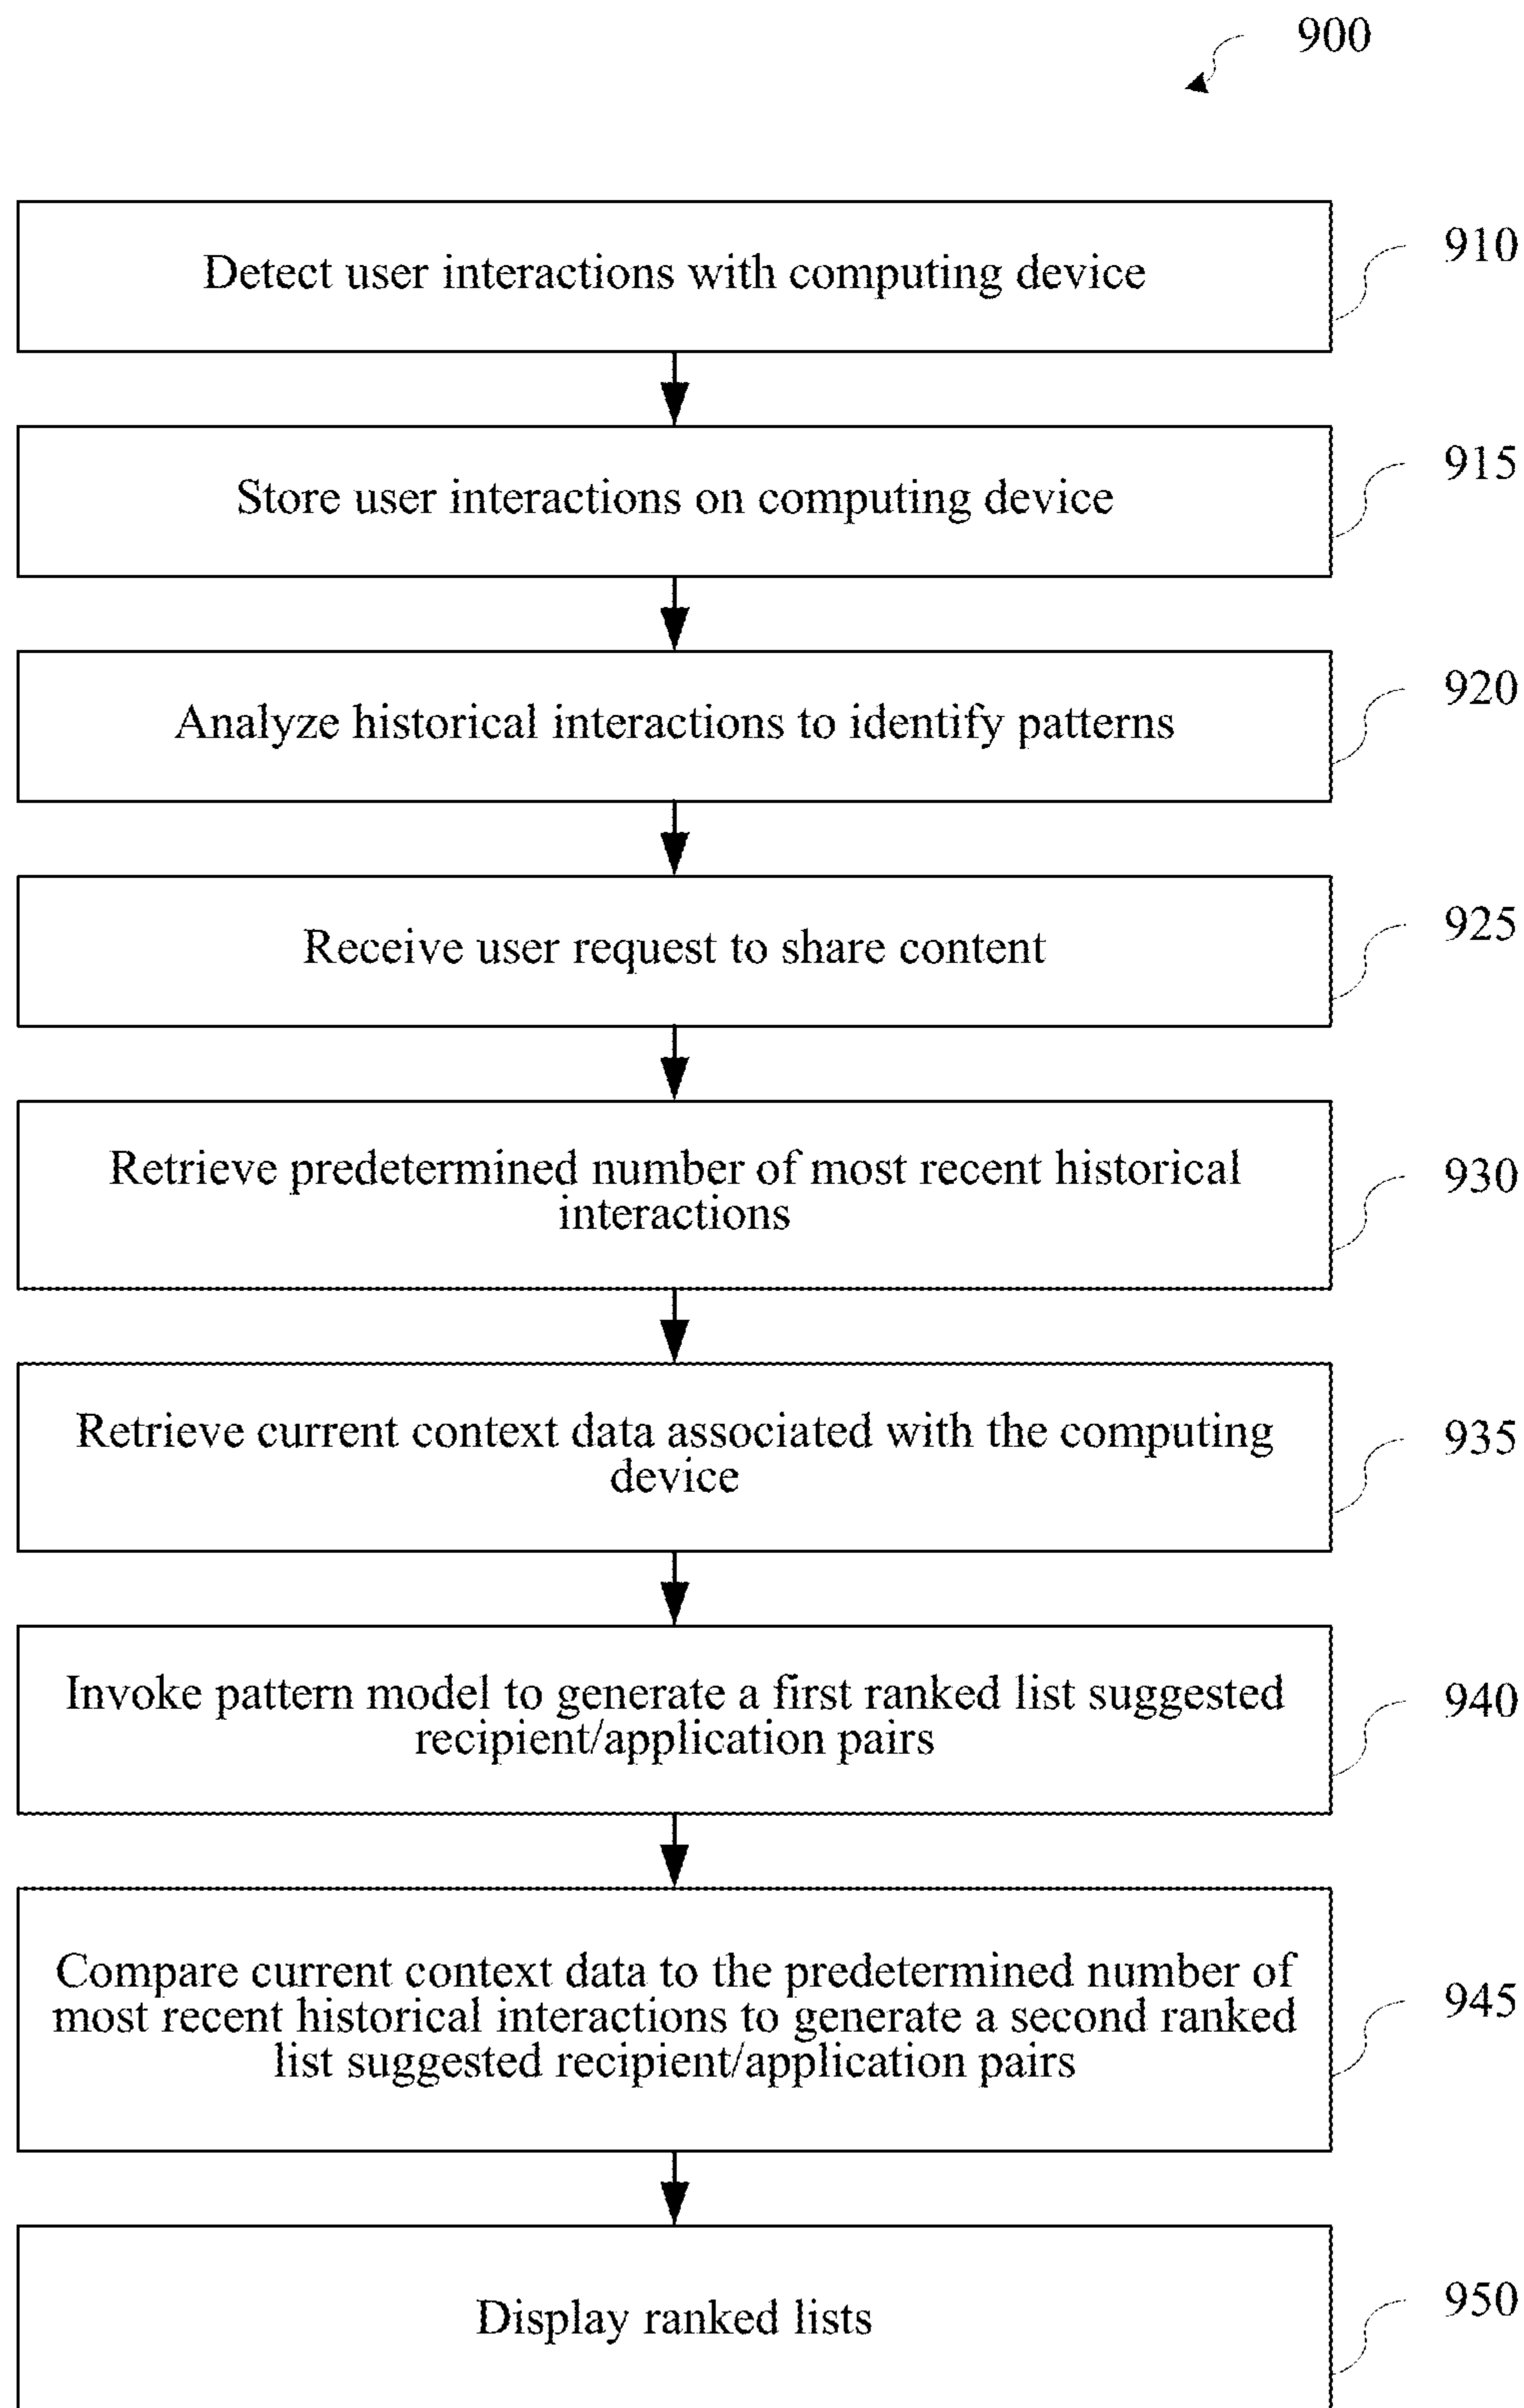 900
Detect user interactions with computing device
910
Store user interactions on computing device
915
Analyze historical interactions to identify patterns
920
Receive user request to share content
925
Retrieve predetermined number of most recent historical
interactions
930
Retrieve current context data associated with the computing
device
935
Invoke pattern model to generate a first ranked list suggested
recipient/application pairs
940
Compare current context data to the predetermined number of
most recent historical interactions to generate a second ranked
list suggested recipient/application pairs
945
Display ranked lists
950